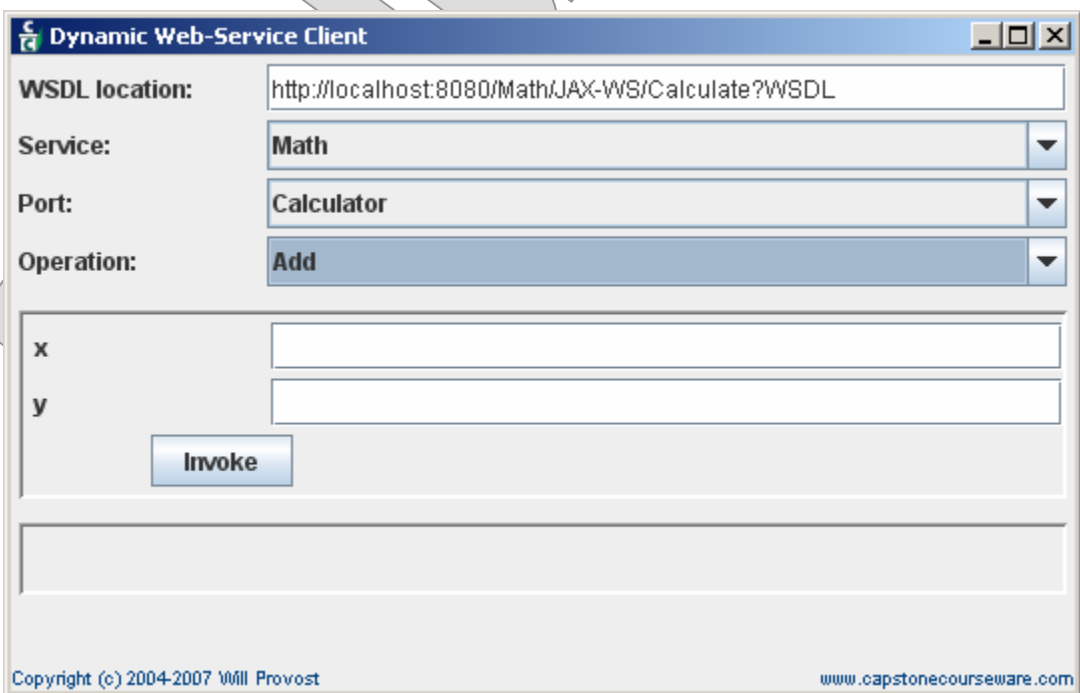 Dynamic Web-Service Client
WSDL location: http://localhost:8080/Math/JAX-WS/Calculate?WSDL
Service: Math
Port: Calculator
Operation: Add
x
y
Invoke
Copyright (c) 2004-2007 Will Provost www.capstonecourseware.com